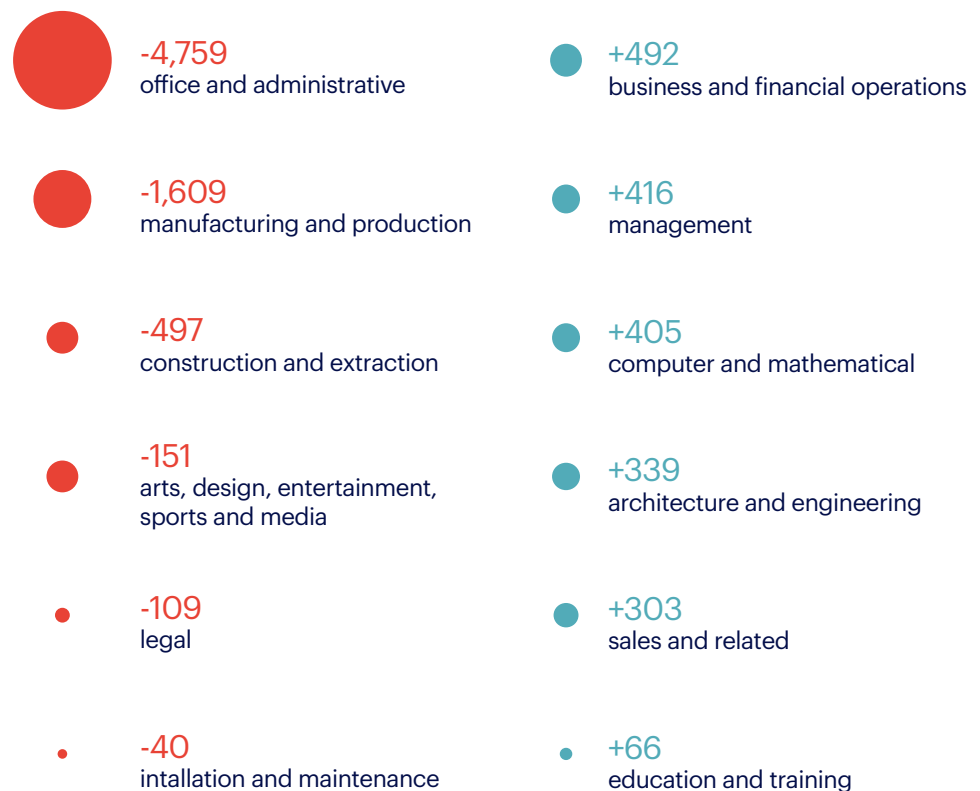 -4,759
office and administrative
-1,609
manufacturing and production
-497
construction and extraction
-151
arts, design, entertainment,
sports and media
-109
legal
-40
intallation and maintenance
+492
business and financial operations
+416
management
+405
computer and mathematical
+339
architecture and engineering
+303
sales and related
+66
education and training